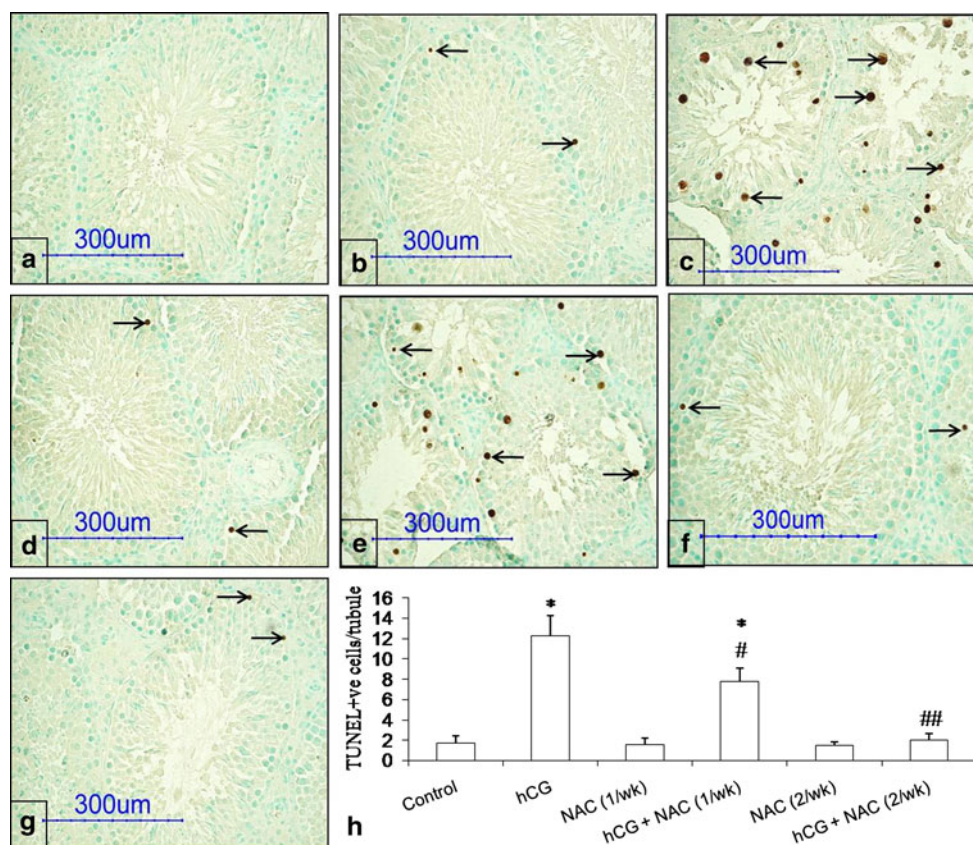 300um
a
300um
b
300um
c
300um
d
300um
e
300um
f
300um
g
TUNEL+ve cells/tubule
16
14
12
10
8
6
4
2
0
*
*
#
##
Control
hCG
NAC (1/wk)
hCG + NAC (1/wk)
NAC (2/wk)
hCG + NAC (2/wk)
h